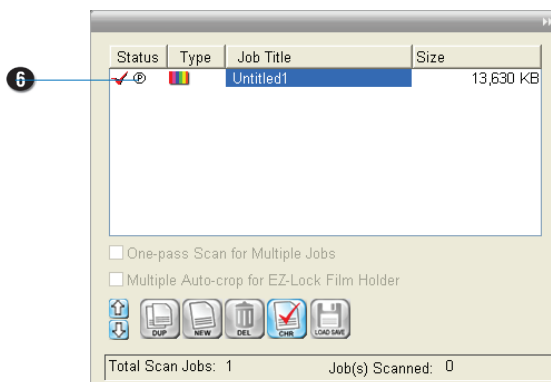 Status Type Job Title Size
6 P Untitled1 13,630 KB
One-pass Scan for Multiple Jobs
Multiple Auto-crop for EZ-Lock Film Holder
DUP NEW DEL CHR LOAD SAVE
Total Scan Jobs: 1 Job(s) Scanned: 0